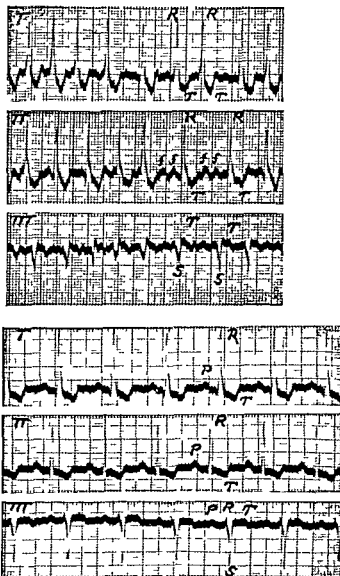 I R R
T T
II R R
f f f f
T T
III T T
S S
I R
P
T
II R
P
T
III P R T
S